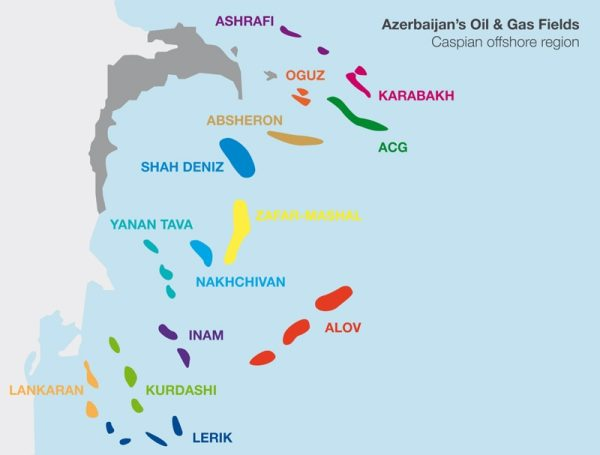 ASHRAFI
Azerbaijan's Oil & Gas Fields
Caspian offshore region
OGUZ
KARABAKH
ABSHERON
ACG
SHAH DENIZ
ZAFAR-MASHAL
YANAN TAVA
NAKHCHIVAN
ALOV
INAM
LANKARAN
KURDASHI
LERIK